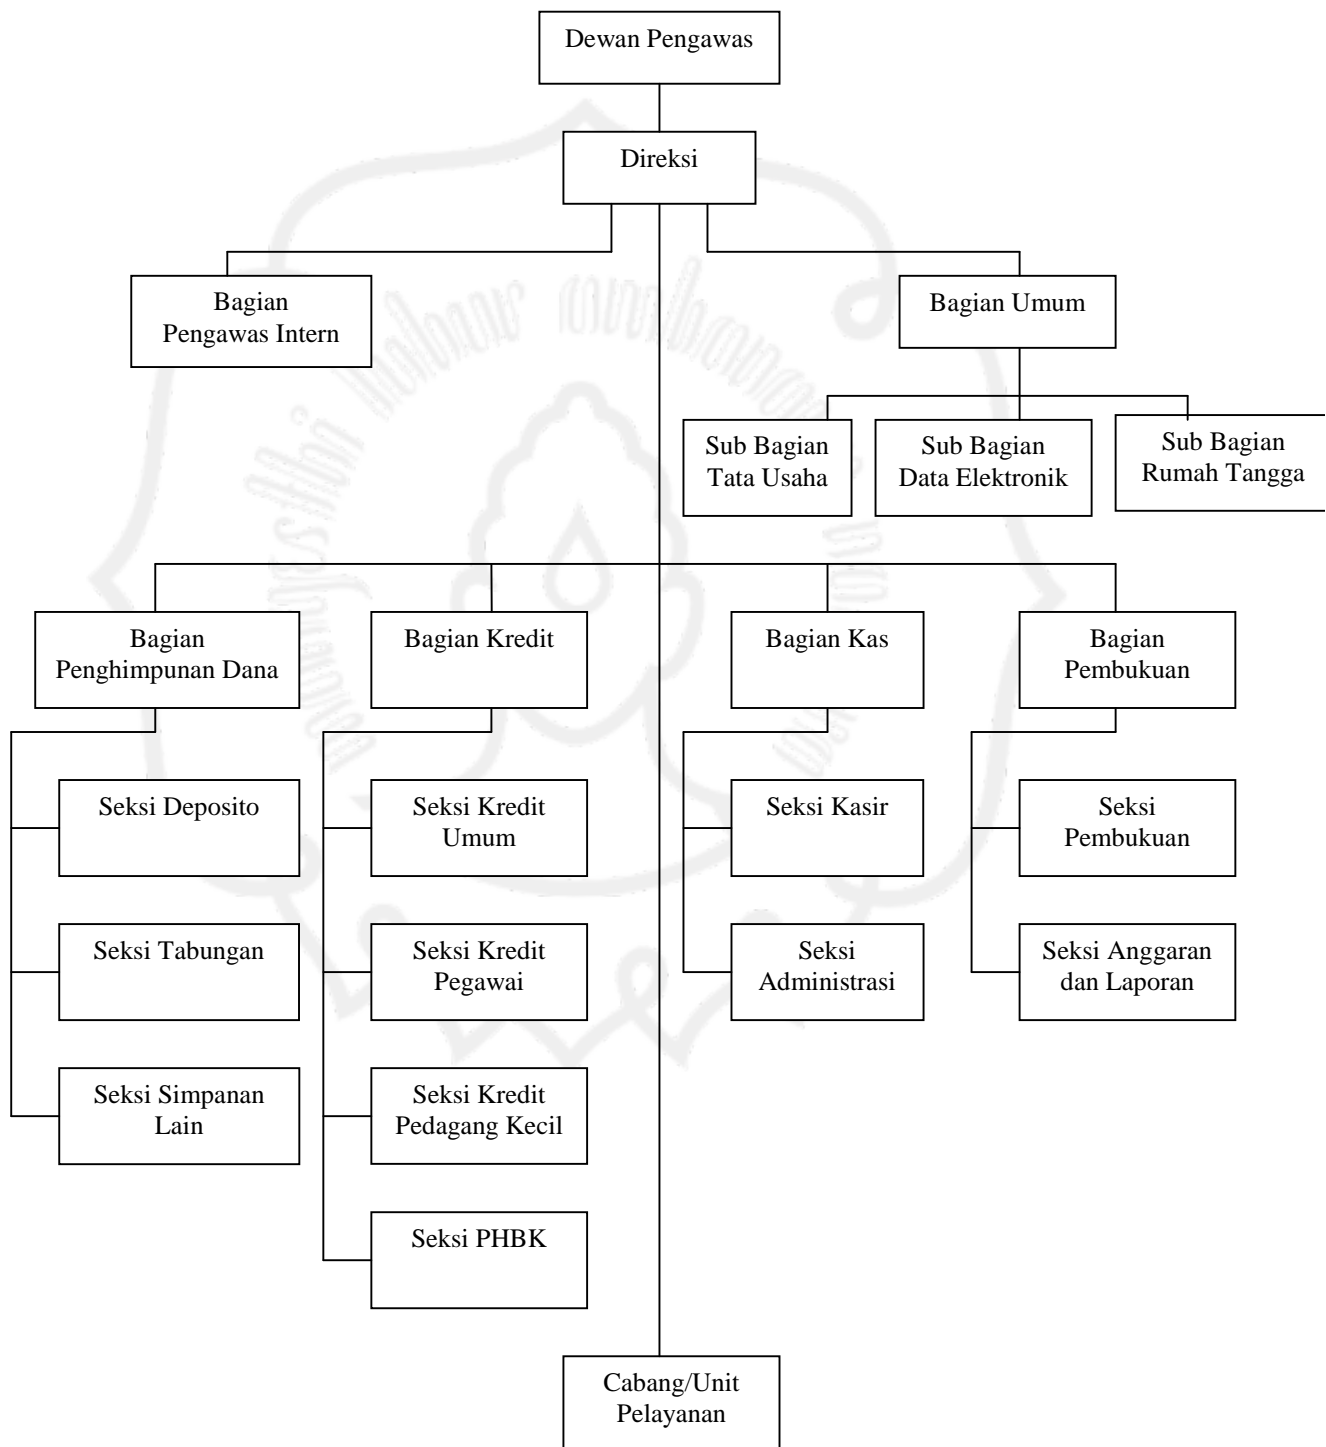 Dewan Pengawas
Direksi
Bagian
Pengawas Intern
Bagian Umum
Sub Bagian
Tata Usaha
Sub Bagian
Data Elektronik
Sub Bagian
Rumah Tangga
Bagian
Penghimpunan Dana
Bagian Kredit
Bagian Kas
Bagian
Pembukuan
Seksi Deposito
Seksi Kredit
Umum
Seksi Kasir
Seksi
Pembukuan
Seksi Tabungan
Seksi Kredit
Pegawai
Seksi
Administrasi
Seksi Anggaran
dan Laporan
Seksi Simpanan
Lain
Seksi Kredit
Pedagang Kecil
Seksi PHBK
Cabang/Unit
Pelayanan